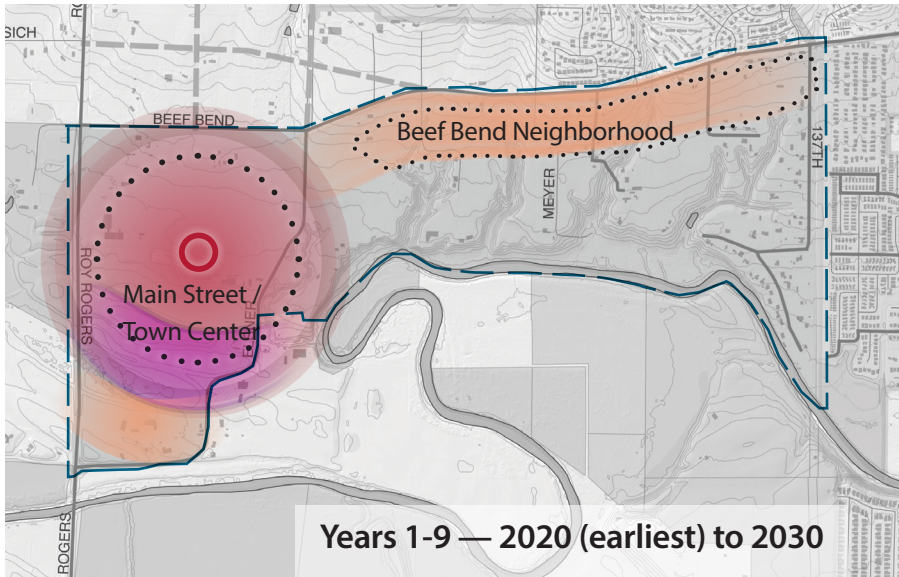 SICH
BEEF BEND
Beef Bend Neighborhood
137TH
MEYER
ROY ROGERS
Main Street /
Town Center
ROGERS
Years 1-9 — 2020 (earliest) to 2030